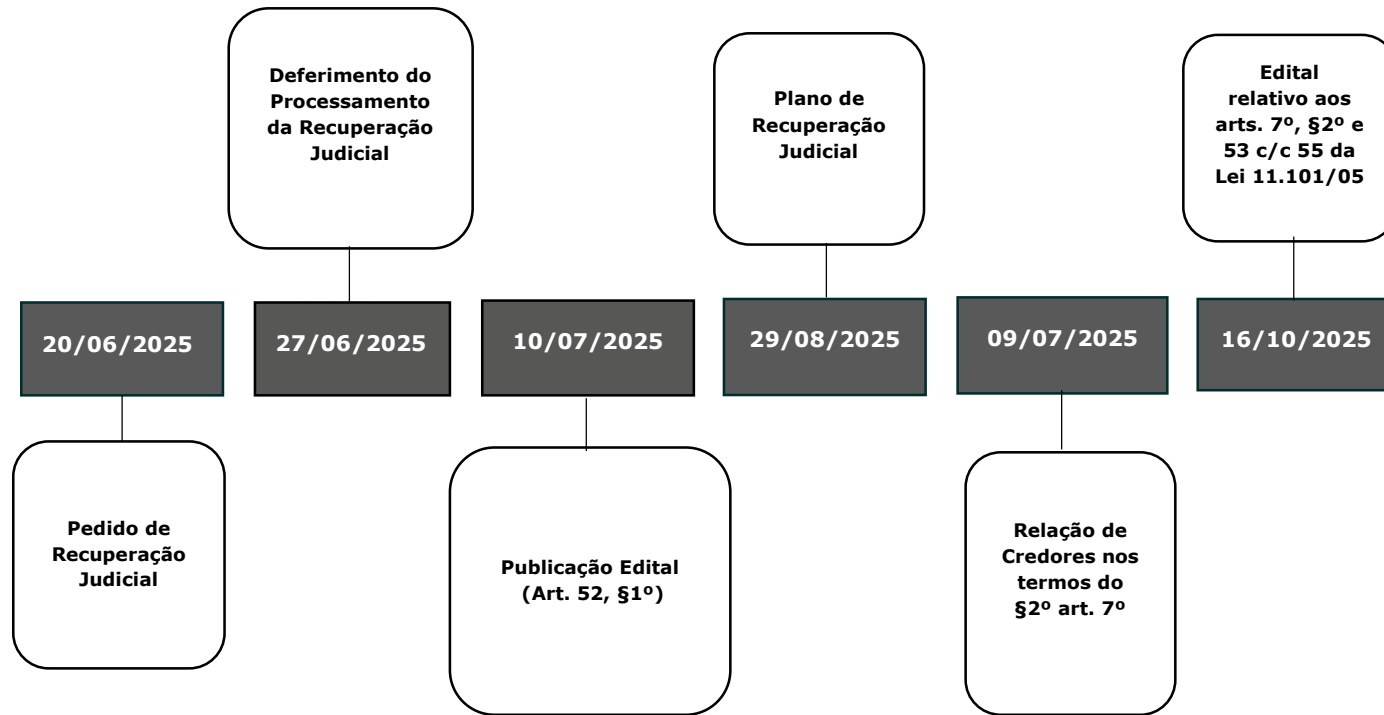 Deferimento do
Processamento
da Recuperação
Judicial
Plano de
Recuperação
Judicial
Edital
relativo aos
arts. 7º, §2º e
53 c/c 55 da
Lei 11.101/05
20/06/2025
27/06/2025
10/07/2025
29/08/2025
09/07/2025
16/10/2025
Pedido de
Recuperação
Judicial
Publicação Edital
(Art. 52, §1º)
Relação de
Credores nos
termos do
§2º art. 7º